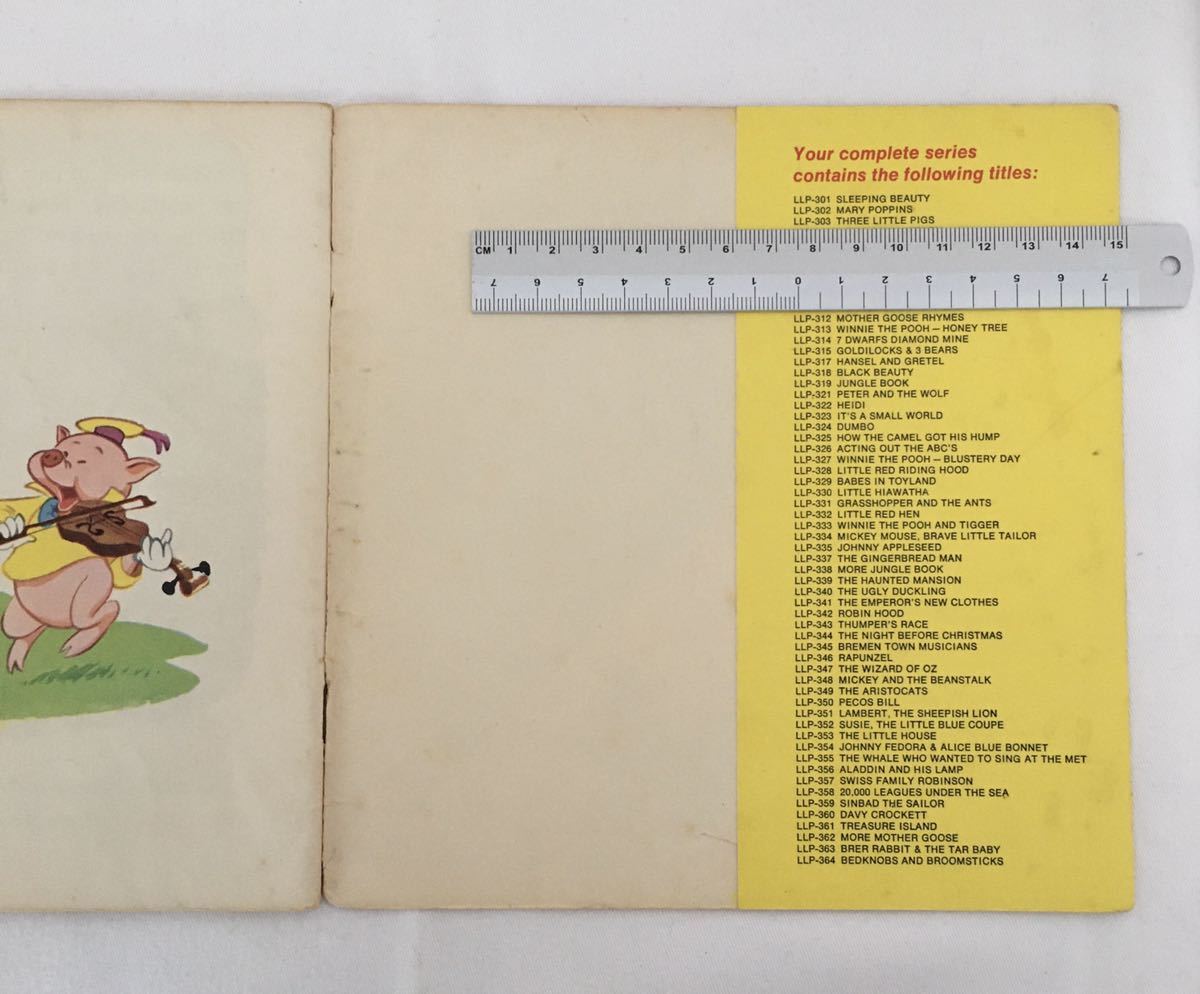 Your complete series
contains the following titles:
LLP-301 SLEEPING BEAUTY
LLP-302 MARY POPPINS
LLP-303 THREE LITTLE PIGS
CM 1 2 3 4 5 6 7 8 9 10 11 12 13 14 15
7 6 5 4 3 2 1 0 1 2 3 4 5 6 7
LLP-312 MOTHER GOOSE RHYMES
LLP-313 WINNIE THE POOH – HONEY TREE
LLP-314 7 DWARFS DIAMOND MINE
LLP-315 GOLDILOCKS & 3 BEARS
LLP-317 HANSEL AND GRETEL
LLP-318 BLACK BEAUTY
LLP-319 JUNGLE BOOK
LLP-321 PETER AND THE WOLF
LLP-322 HEIDI
LLP-323 IT'S A SMALL WORLD
LLP-324 DUMBO
LLP-325 HOW THE CAMEL GOT HIS HUMP
LLP-326 ACTING OUT THE ABC'S
LLP-327 WINNIE THE POOH – BLUSTERY DAY
LLP-328 LITTLE RED RIDING HOOD
LLP-329 BABES IN TOYLAND
LLP-330 LITTLE HIAWATHA
LLP-331 GRASSHOPPER AND THE ANTS
LLP-332 LITTLE RED HEN
LLP-333 WINNIE THE POOH AND TIGGER
LLP-334 MICKEY MOUSE, BRAVE LITTLE TAILOR
LLP-335 JOHNNY APPLESEED
LLP-337 THE GINGERBREAD MAN
LLP-338 MORE JUNGLE BOOK
LLP-339 THE HAUNTED MANSION
LLP-340 THE UGLY DUCKLING
LLP-341 THE EMPEROR'S NEW CLOTHES
LLP-342 ROBIN HOOD
LLP-343 THUMPER'S RACE
LLP-344 THE NIGHT BEFORE CHRISTMAS
LLP-345 BREMEN TOWN MUSICIANS
LLP-346 RAPUNZEL
LLP-347 THE WIZARD OF OZ
LLP-348 MICKEY AND THE BEANSTALK
LLP-349 THE ARISTOCATS
LLP-350 PECOS BILL
LLP-351 LAMBERT, THE SHEEPISH LION
LLP-352 SUSIE, THE LITTLE BLUE COUPE
LLP-353 THE LITTLE HOUSE
LLP-354 JOHNNY FEDORA & ALICE BLUE BONNET
LLP-355 THE WHALE WHO WANTED TO SING AT THE MET
LLP-356 ALADDIN AND HIS LAMP
LLP-357 SWISS FAMILY ROBINSON
LLP-358 20,000 LEAGUES UNDER THE SEA
LLP-359 SINBAD THE SAILOR
LLP-360 DAVY CROCKETT
LLP-361 TREASURE ISLAND
LLP-362 MORE MOTHER GOOSE
LLP-363 BRER RABBIT & THE TAR BABY
LLP-364 BEDKNOBS AND BROOMSTICKS